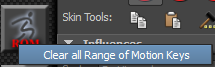 Skin Tools:
Influences
Clear all Range of Motion Keys